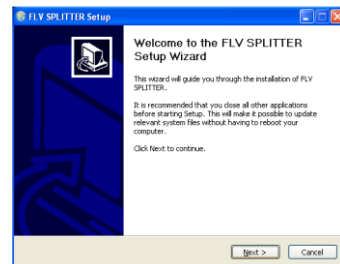 FLV SPLITTER Setup
Welcome to the FLV SPLITTER
Setup Wizard
This wizard will guide you through the installation of FLV
SPLITTER.
It is recommended that you close all other applications
before starting Setup. This will make it possible to update
relevant system files without having to reboot your
computer.
Click Next to continue.
Next >
Cancel